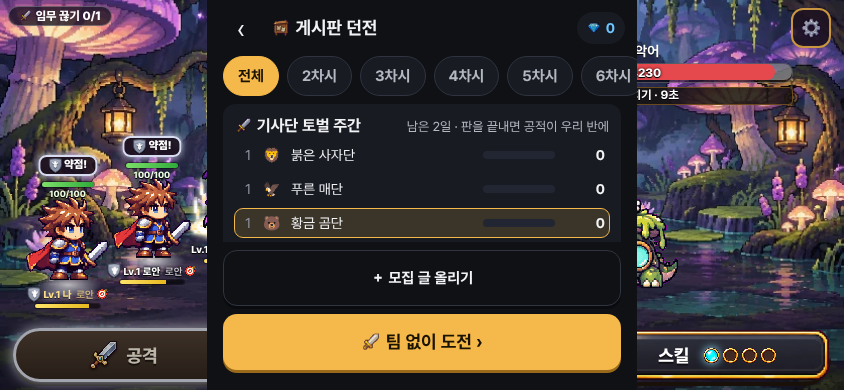 임무 끊기 0/1
‹ 게시판 던전 0
전체 2차시 3차시 4차시 5차시 6차시
기사단 토벌 주간 남은 2일 · 판을 끝내면 공적이 우리 반에
1 붉은 사자단 0
1 푸른 매단 0
1 황금 곰단 0
+ 모집 글 올리기
팀 없이 도전 ›
약점!
100/100
약점!
100/100
Lv.1 로안 로안
Lv.1 나 로안
공격
악어
230
기 · 9초
스킬